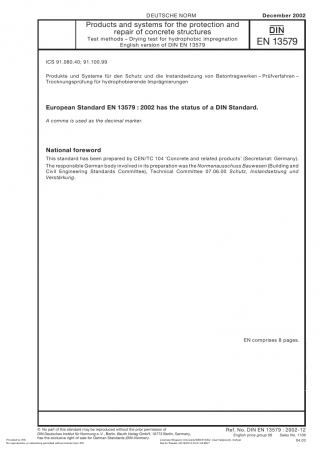 DEUTSCHE NORM
December 2002
Products and systems for the protection and
repair of concrete structures
Test methods – Drying test for hydrophobic impregnation
English version of DIN EN 13579
DIN
EN 13579
ICS 91.080.40; 91.100.99
Produkte und Systeme für den Schutz und die Instandsetzung von Betontragwerken – Prüfverfahren –
Trocknungsprüfung für hydrophobierende Imprägnierungen
European Standard EN 13579 : 2002 has the status of a DIN Standard.
A comma is used as the decimal marker.
National foreword
This standard has been prepared by CEN/TC 104 'Concrete and related products' (Secretariat: Germany).
The responsible German body involved in its preparation was the Normenausschuss Bauwesen (Building and
Civil Engineering Standards Committee), Technical Committee 07.06.00 Schutz, Instandsetzung und
Verstärkung.
EN comprises 8 pages.
© No part of this standard may be reproduced without the prior permission of
DIN Deutsches Institut für Normung e. V., Berlin. Beuth Verlag GmbH, 10772 Berlin, Germany,
has the exclusive right of sale for German Standards (DIN-Normen).
Ref. No. DIN EN 13579 : 2002-12
English price group 08 Sales No. 1108
04.03